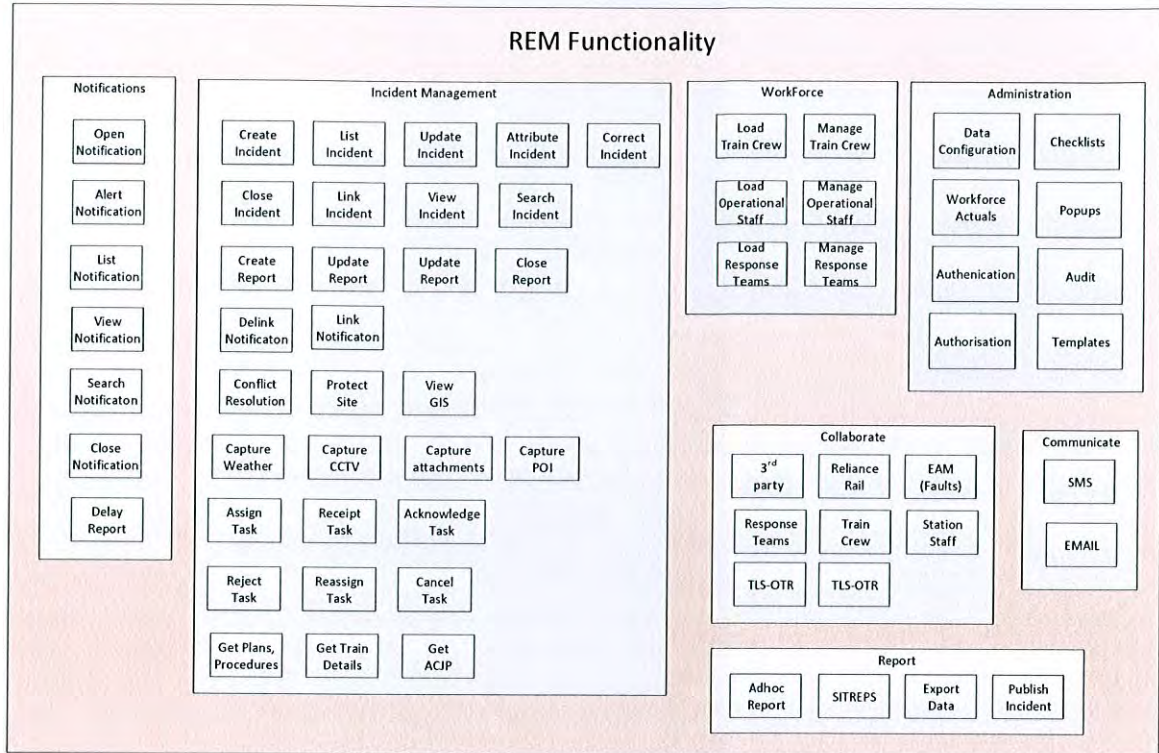 REM Functionality
Notifications
Open
Notification
Alert
Notification
List
Notification
View
Notification
Search
Notificaton
Close
Notification
Delay
Report
Incident Management
Create
Incident
List
Incident
Update
Incident
Attribute
Incident
Correct
Incident
Close
Incident
Link
Incident
View
Incident
Search
Incident
Create
Report
Update
Report
Update
Report
Close
Report
Delink
Notificaton
Link
Notificaton
Conflict
Resolution
Protect
Site
View
GIS
Capture
Weather
Capture
CCTV
Capture
attachments
Capture
POI
Assign
Task
Receipt
Task
Acknowledge
Task
Reject
Task
Reassign
Task
Cancel
Task
Get Plans,
Procedures
Get Train
Details
Get
ACJP
WorkForce
Load
Train Crew
Manage
Train Crew
Load
Operational
Staff
Manage
Operational
Staff
Load
Response
Teams
Manage
Response
Teams
Administration
Data
Configuration
Checklists
Workforce
Actuals
Popups
Authenication
Audit
Authorisation
Templates
Collaborate
3rd
party
Reliance
Rail
EAM
(Faults)
Response
Teams
Train
Crew
Station
Staff
TLS-OTR
TLS-OTR
Communicate
SMS
EMAIL
Report
Adhoc
Report
SITREPS
Export
Data
Publish
Incident